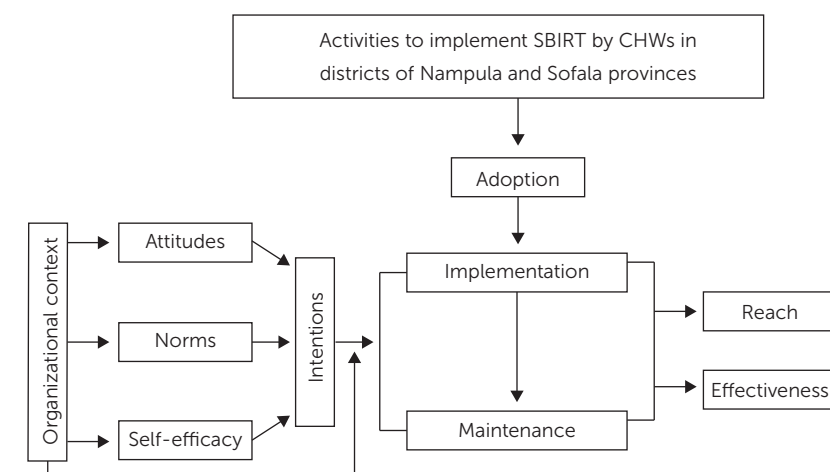 Activities to implement SBIRT by CHWs in
districts of Nampula and Sofala provinces
Adoption
Organizational context
Attitudes
Norms
Self-efficacy
Intentions
Implementation
Maintenance
Reach
Effectiveness